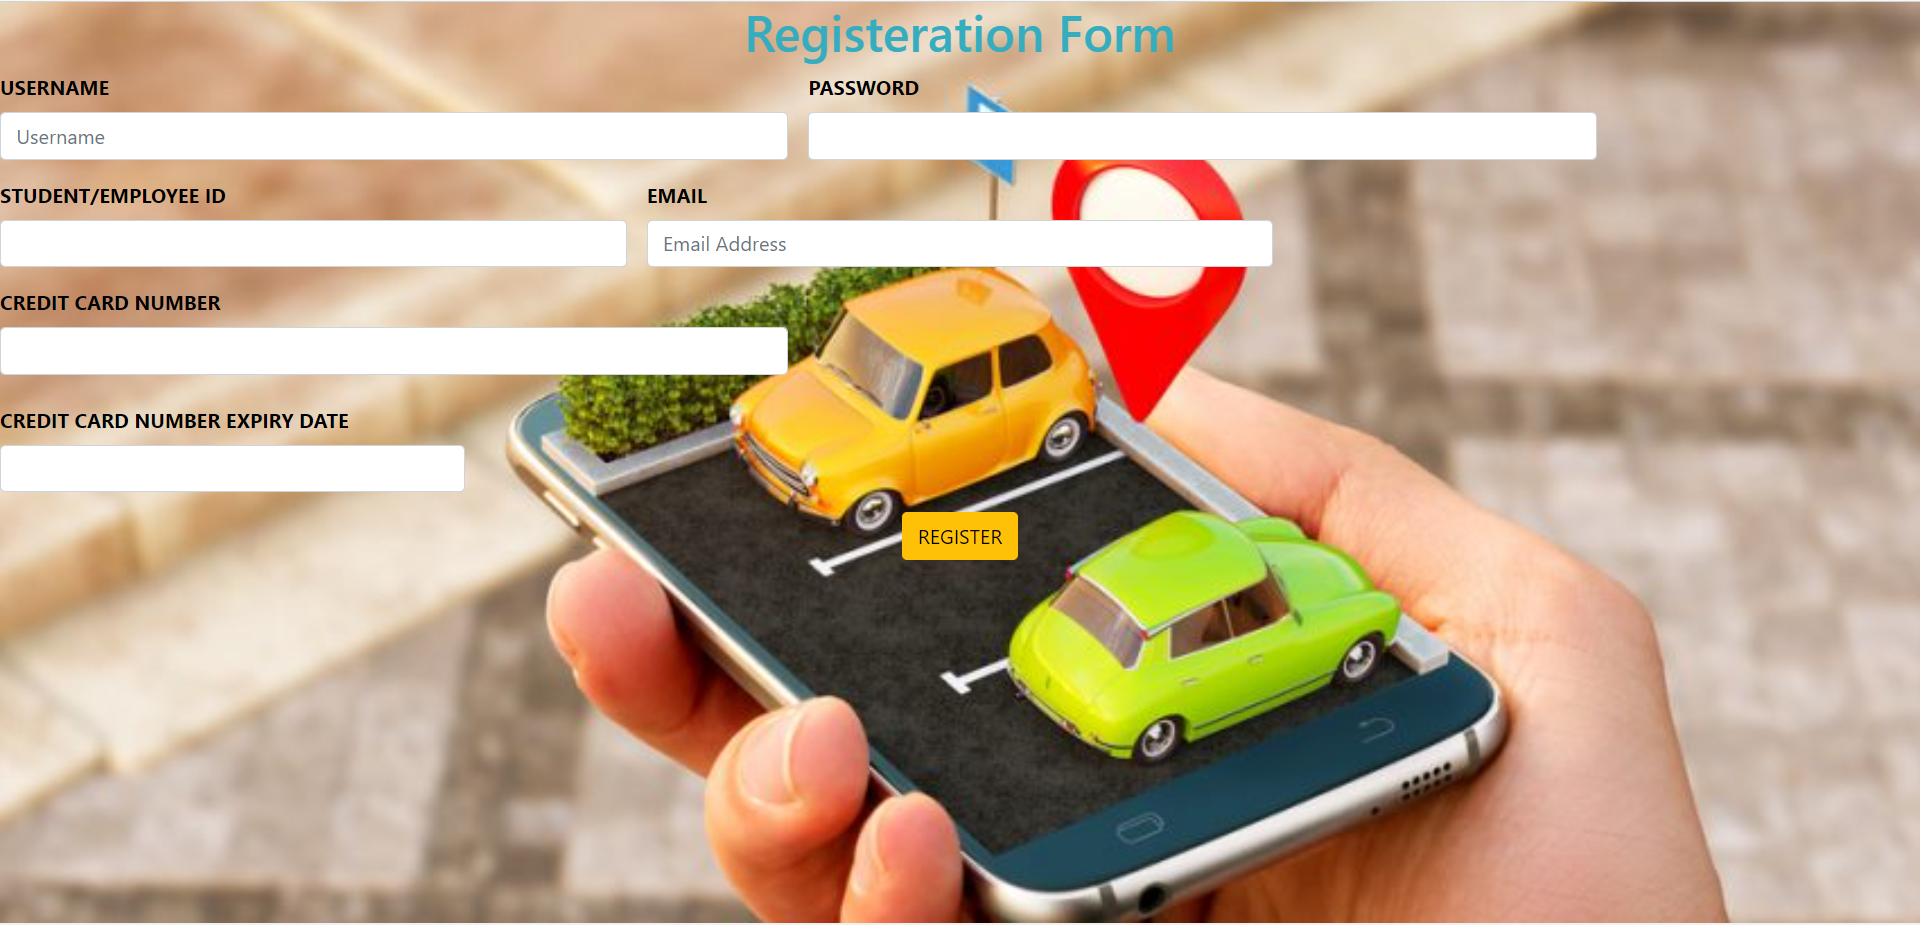 Registeration Form
USERNAME
PASSWORD
Username
STUDENT/EMPLOYEE ID
EMAIL
Email Address
CREDIT CARD NUMBER
CREDIT CARD NUMBER EXPIRY DATE
REGISTER